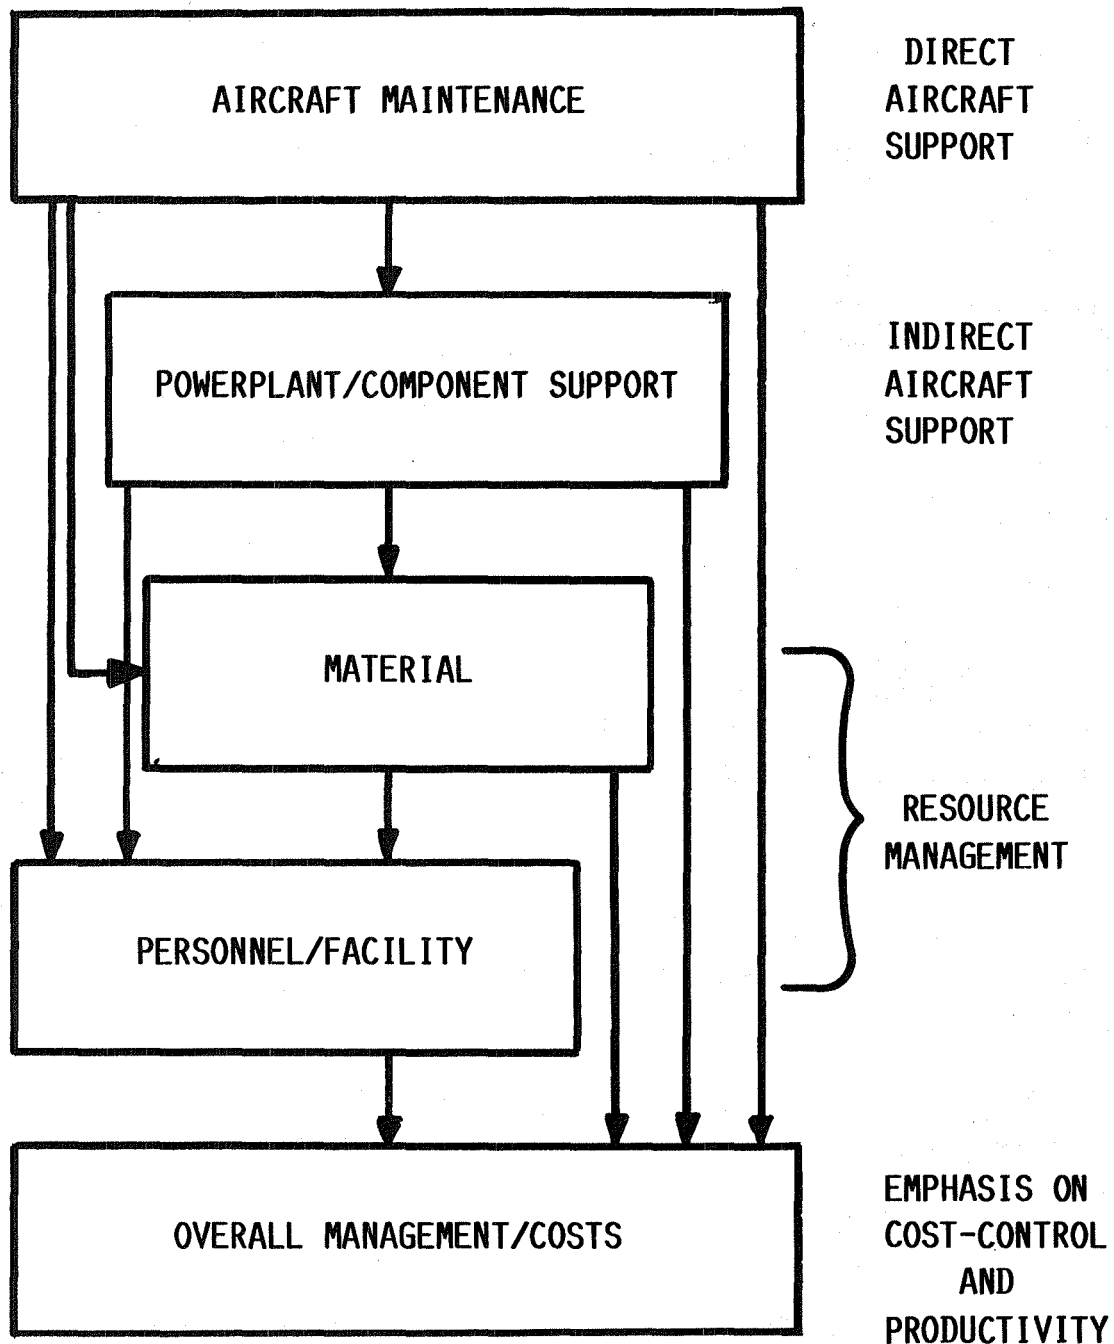 AIRCRAFT MAINTENANCE
DIRECT
AIRCRAFT
SUPPORT
POWERPLANT/COMPONENT SUPPORT
INDIRECT
AIRCRAFT
SUPPORT
MATERIAL
RESOURCE
MANAGEMENT
PERSONNEL/FACILITY
OVERALL MANAGEMENT/COSTS
EMPHASIS ON
COST-CONTROL
AND
PRODUCTIVITY